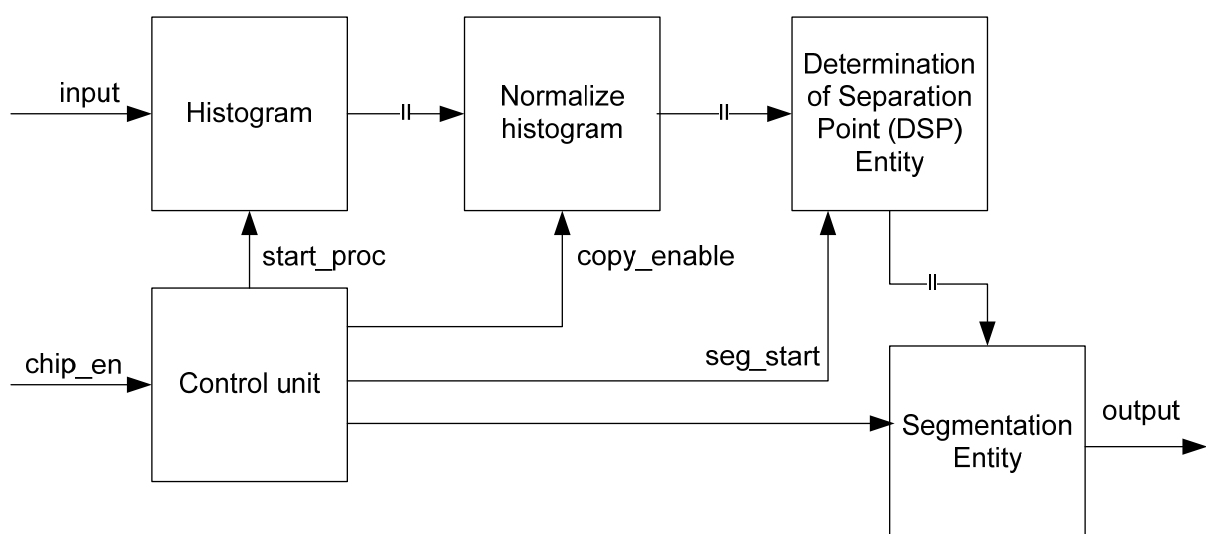 input
Histogram
Normalize
histogram
Determination
of Separation
Point (DSP)
Entity
start_proc
copy_enable
chip_en
Control unit
seg_start
Segmentation
Entity
output